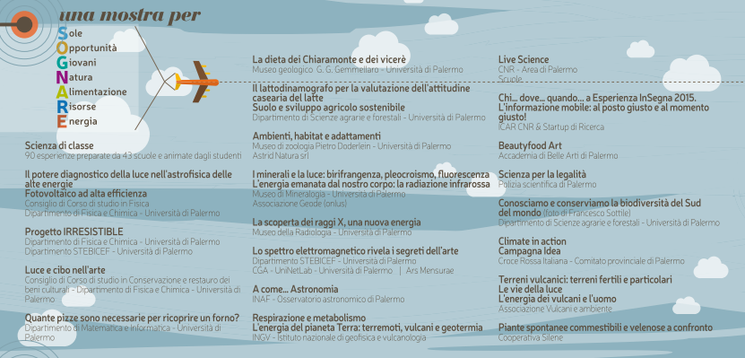 una mostra per
Sole
Opportunità
Giovani
Natura
Alimentazione
Risorse
Energia
Scienza di classe
90 esperienze preparate da 43 scuole e animate dagli studenti
Il potere diagnostico della luce nell'astrofisica delle
alte energie
Fotovoltaico ad alta efficienza
Consiglio di Corso di studio in Fisica
Dipartimento di Fisica e Chimica - Università di Palermo
Progetto IRRESISTIBLE
Dipartimento di Fisica e Chimica - Università di Palermo
Dipartimento STEBICEF - Università di Palermo
Luce e cibo nell'arte
Consiglio di Corso di studio in Conservazione e restauro dei
beni culturali - Dipartimento di Fisica e Chimica - Università di
Palermo
Quante pizze sono necessarie per ricoprire un forno?
Dipartimento di Matematica e Informatica - Università di
Palermo
La dieta dei Chiaramonte e dei vicerè
Museo geologico G. G. Gemmellaro - Università di Palermo
Il lattodinamografo per la valutazione dell'attitudine
casearia del latte
Suolo e sviluppo agricolo sostenibile
Dipartimento di Scienze agrarie e forestali - Università di Palermo
Ambienti, habitat e adattamenti
Museo di zoologia Pietro Doderlein - Università di Palermo
Astrid Natura srl
I minerali e la luce: birifrangenza, pleocroismo, fluorescenza
L'energia emanata dal nostro corpo: la radiazione infrarossa
Museo di Mineralogia - Università di Palermo
Associazione Geode (onlus)
La scoperta dei raggi X, una nuova energia
Museo della Radiologia - Università di Palermo
Lo spettro elettromagnetico rivela i segreti dell'arte
Dipartimento STEBICEF - Università di Palermo
CGA - UniNetLab - Università di Palermo | Ars Mensurae
A come... Astronomia
INAF - Osservatorio astronomico di Palermo
Respirazione e metabolismo
L'energia del pianeta Terra: terremoti, vulcani e geotermia
INGV - Istituto nazionale di geofisica e vulcanologia
Live Science
CNR - Area di Palermo
Scuole
Chi... dove... quando... a Esperienza InSegna 2015.
L'informazione mobile: al posto giusto e al momento
giusto!
ICAR CNR & Startup di Ricerca
Beautyfood Art
Accademia di Belle Arti di Palermo
Scienza per la legalità
Polizia scientifica di Palermo
Conosciamo e conserviamo la biodiversità del Sud
del mondo (foto di Francesco Sottile)
Dipartimento di Scienze agrarie e forestali - Università di Palermo
Climate in action
Campagna Idea
Croce Rossa Italiana - Comitato provinciale di Palermo
Terreni vulcanici: terreni fertili e particolari
Le vie della luce
L'energia dei vulcani e l'uomo
Associazione Vulcani e ambiente
Piante spontanee commestibili e velenose a confronto
Cooperativa Silene